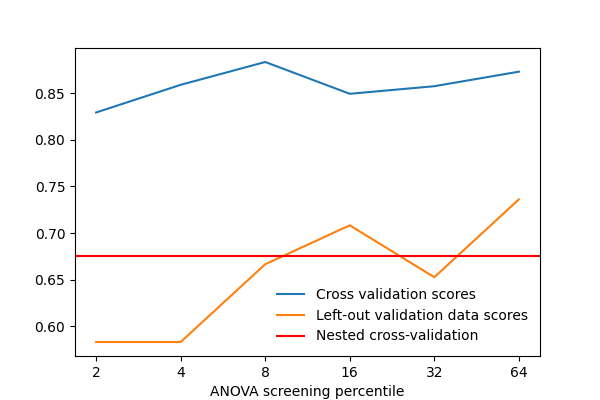 0.85
0.80
0.75
0.70
0.65
0.60
Cross validation scores
Left-out validation data scores
Nested cross-validation
2 4 8 16 32 64
ANOVA screening percentile